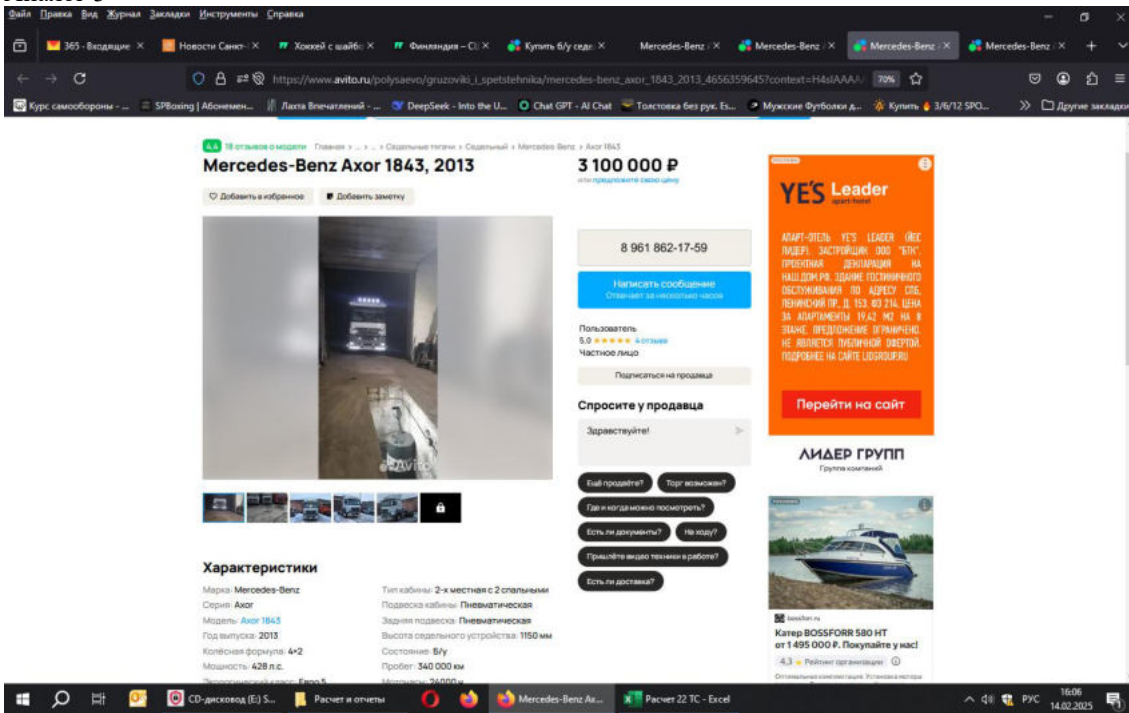 Файл Правка Вид Журнал Закладки Инструменты Справка
365 - Входящие
Новости Санкт-
Хоккей с шайбо
Финляндия – СШ
Купить б/у седе
Mercedes-Benz
Mercedes-Benz
Mercedes-Benz
Mercedes-Benz
https://www.avito.ru/polysaevo/gruzoviki_i_spetstehnika/mercedes-benz_axor_1843_2013_4656359645?context=H4sIAAAA
70%
Курс самообороны - ...
SPBoxing | Абонемен...
Лахта Впечатлений - ...
DeepSeek - Into the U...
Chat GPT - AI Chat
Толстовка без рук, Es...
Мужские Футболки д...
Купить 🔥 3/6/12 SPO...
Другие закладки
4,4 18 отзывов о модели Главная > ... > ... > Седельные тягачи > Седельный > Mercedes-Benz > Axor 1843
Mercedes-Benz Axor 1843, 2013
3 100 000 ₽
или предложите свою цену
Добавить в избранное
Добавить заметку
8 961 862-17-59
Написать сообщение
Отвечает за несколько часов
Пользователь
5,0 4 отзыва
Частное лицо
Подписаться на продавца
Спросите у продавца
Здравствуйте!
Ещё продаёте?
Торг возможен?
Где и когда можно посмотреть?
Есть ли документы?
На ходу?
Пришлёте видео техники в работе?
Есть ли доставка?
Avito
Характеристики
Марка: Mercedes-Benz
Серия: Axor
Модель: Axor 1843
Год выпуска: 2013
Колёсная формула: 4×2
Мощность: 428 л.с.
Экологический класс: Евро 5
Тип кабины: 2-х местная с 2 спальными
Подвеска кабины: Пневматическая
Задняя подвеска: Пневматическая
Высота седельного устройства: 1150 мм
Состояние: Б/у
Пробег: 340 000 км
Моточасы: 24000 ч
YE'S Leader
apart-hotel
АПАРТ-ОТЕЛЬ YE'S LEADER (ЙЕС
ЛИДЕР). ЗАСТРОЙЩИК ООО "БТК".
ПРОЕКТНАЯ ДЕКЛАРАЦИЯ НА
НАШ.ДОМ.РФ. ЗДАНИЕ ГОСТИНИЧНОГО
ОБСЛУЖИВАНИЯ ПО АДРЕСУ СПБ,
ЛЕНИНСКИЙ ПР., Д. 153. ФЗ 214. ЦЕНА
ЗА АПАРТАМЕНТЫ 19,42 М2 НА 8
ЭТАЖЕ. ПРЕДЛОЖЕНИЕ ОГРАНИЧЕНО.
НЕ ЯВЛЯЕТСЯ ПУБЛИЧНОЙ ОФЕРТОЙ.
ПОДРОБНЕЕ НА САЙТЕ LIDGROUP.RU
Перейти на сайт
ЛИДЕР ГРУПП
Группа компаний
bossforr.ru
Катер BOSSFORR 580 HT
от 1 495 000 ₽. Покупайте у нас!
4,3 Рейтинг организации
CD-дисковод (E:) S...
Расчет и отчеты
Mercedes-Benz Ax...
Расчет 22 ТС - Excel
РУС
16:06
14.02.2025